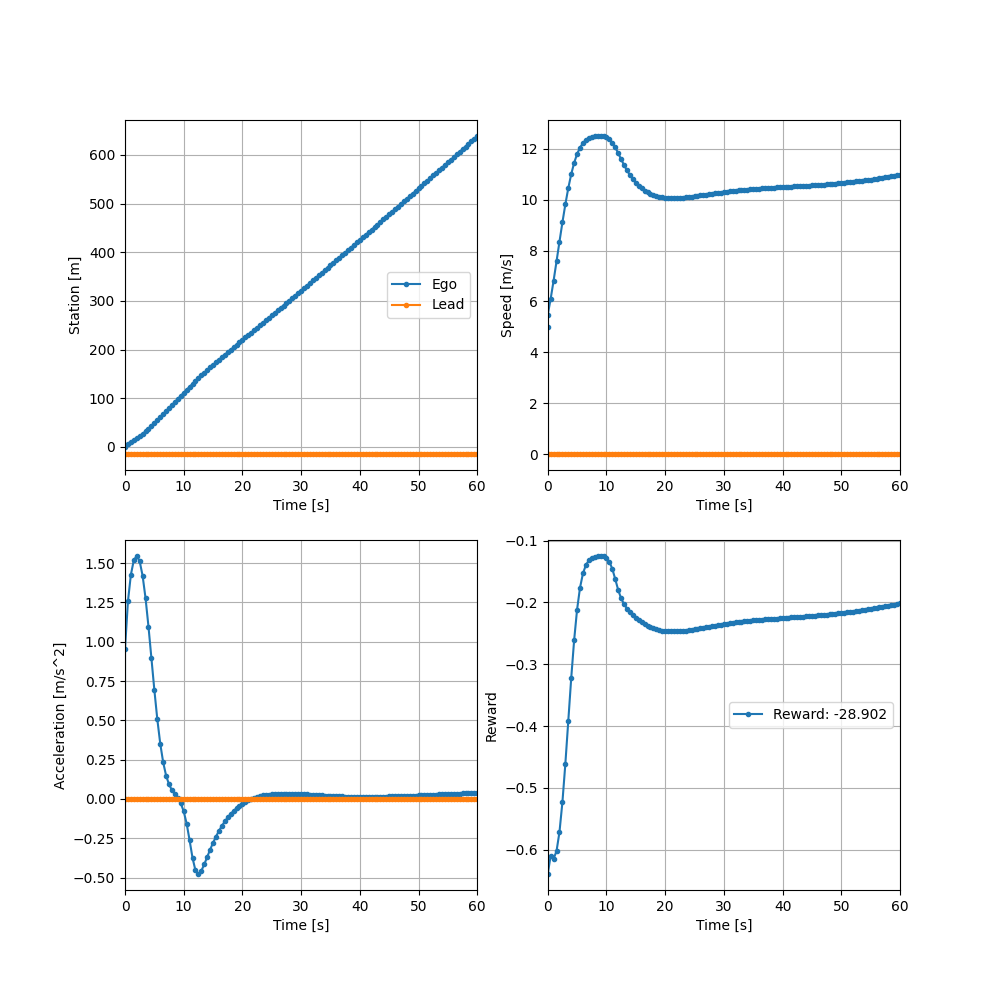 600
500
400
300
200
100
0
Station [m]
Ego
Lead
0 10 20 30 40 50 60
Time [s]
12
10
8
6
4
2
0
Speed [m/s]
0 10 20 30 40 50 60
Time [s]
1.50
1.25
1.00
0.75
0.50
0.25
0.00
−0.25
−0.50
Acceleration [m/s^2]
0 10 20 30 40 50 60
Time [s]
−0.1
−0.2
−0.3
−0.4
−0.5
−0.6
Reward
Reward: -28.902
0 10 20 30 40 50 60
Time [s]